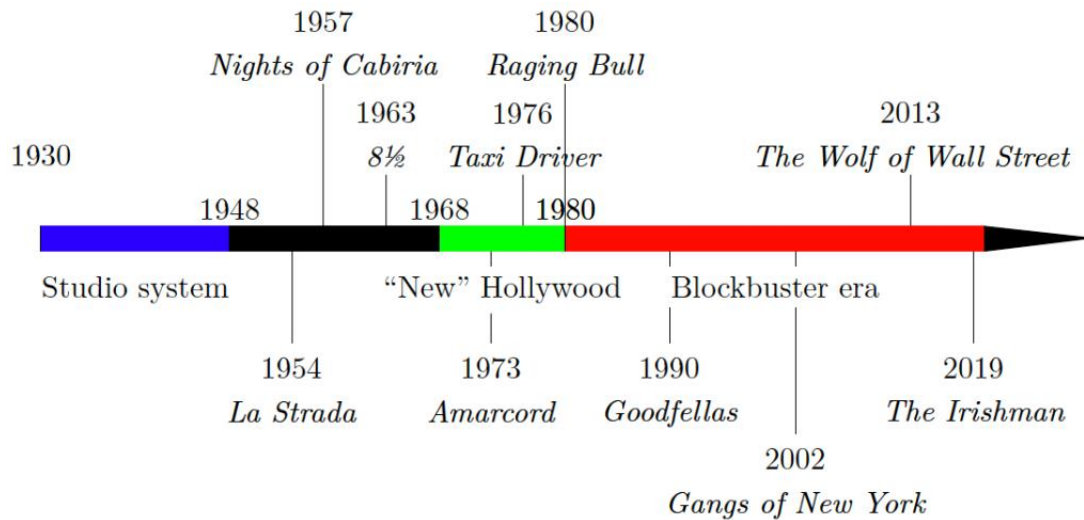 1957
1980
Nights of Cabiria
Raging Bull
1963
1976
2013
1930
8½
Taxi Driver
The Wolf of Wall Street
1948
1968
1980
Studio system
“New” Hollywood
Blockbuster era
1954
1973
1990
2019
La Strada
Amarcord
Goodfellas
The Irishman
2002
Gangs of New York